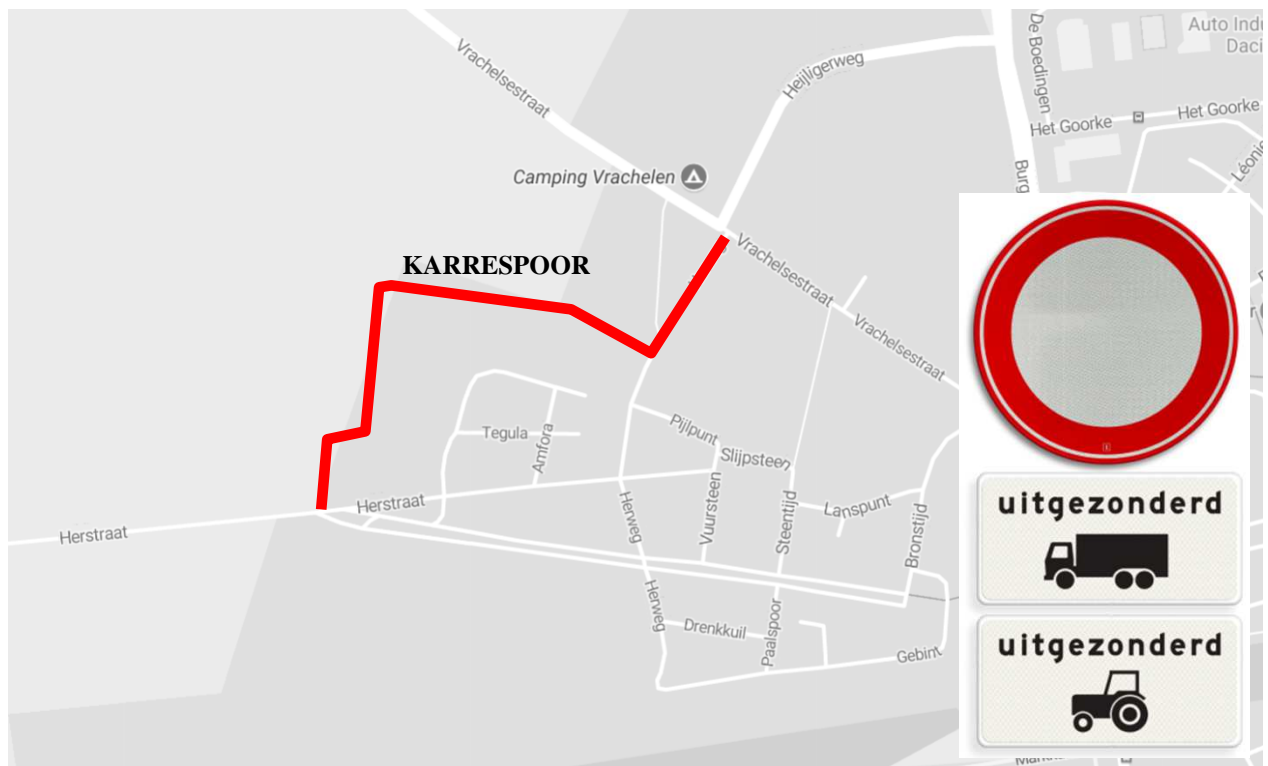 Vrachelsestraat
Heijligerweg
De Boedingen
Auto Indu
Daci
Het Goorke
Het Goorke
Léonie
Burg
Camping Vrachelen
KARRESPOOR
Vrachelsestraat
Vrachelsestraat
Pijlpunt
Slijpsteen
Tegula
Amfora
Herstraat
Herstraat
Herweg
Vuursteen
Steentijd
Lanspunt
Bronstijd
Herweg
Drenkkuil
Paalspoor
Gebint
uitgezonderd
uitgezonderd